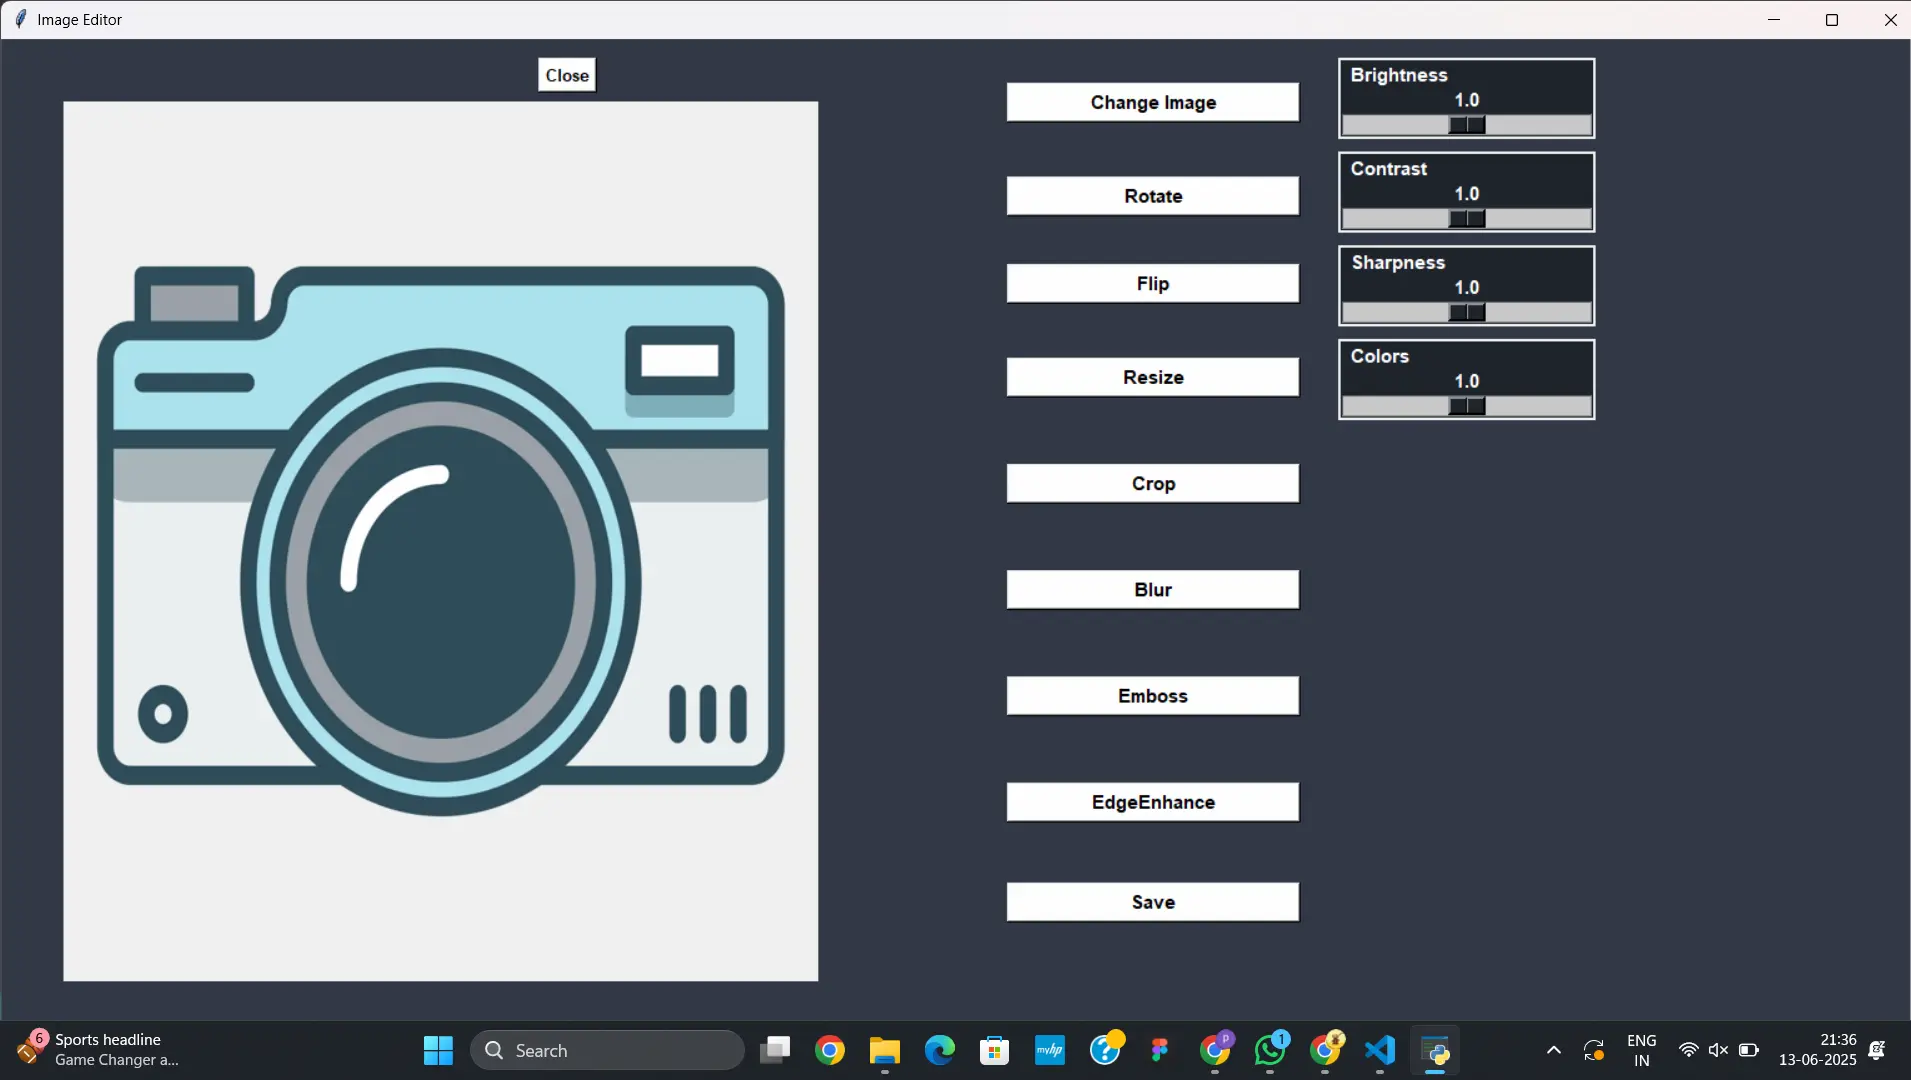 Image Editor
Close
Change Image
Rotate
Flip
Resize
Crop
Blur
Emboss
EdgeEnhance
Save
Brightness
1.0
Contrast
1.0
Sharpness
1.0
Colors
1.0
6
Sports headline
Game Changer a...
Search
myhp
P
1
ENG
IN
21:36
13-06-2025